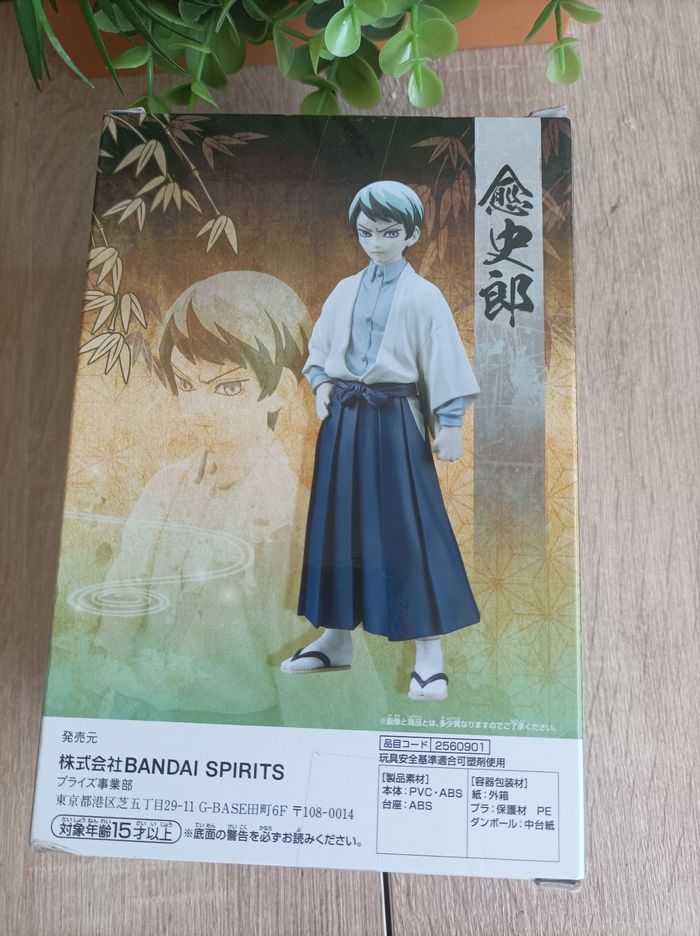 愈史郎
※画像と商品とは、多少異なりますのでご了承ください。
発売元
株式会社BANDAI SPIRITS
プライズ事業部
東京都港区芝五丁目29-11 G-BASE田町6F 〒108-0014
対象年齢15才以上 ※底面の警告を必ずお読みください。
品目コード 2560901
玩具安全基準適合可塑剤使用
[製品素材]
本体：PVC・ABS
台座：ABS
[容器包装材]
紙：外箱
プラ：保護材 PE
ダンボール：中台紙